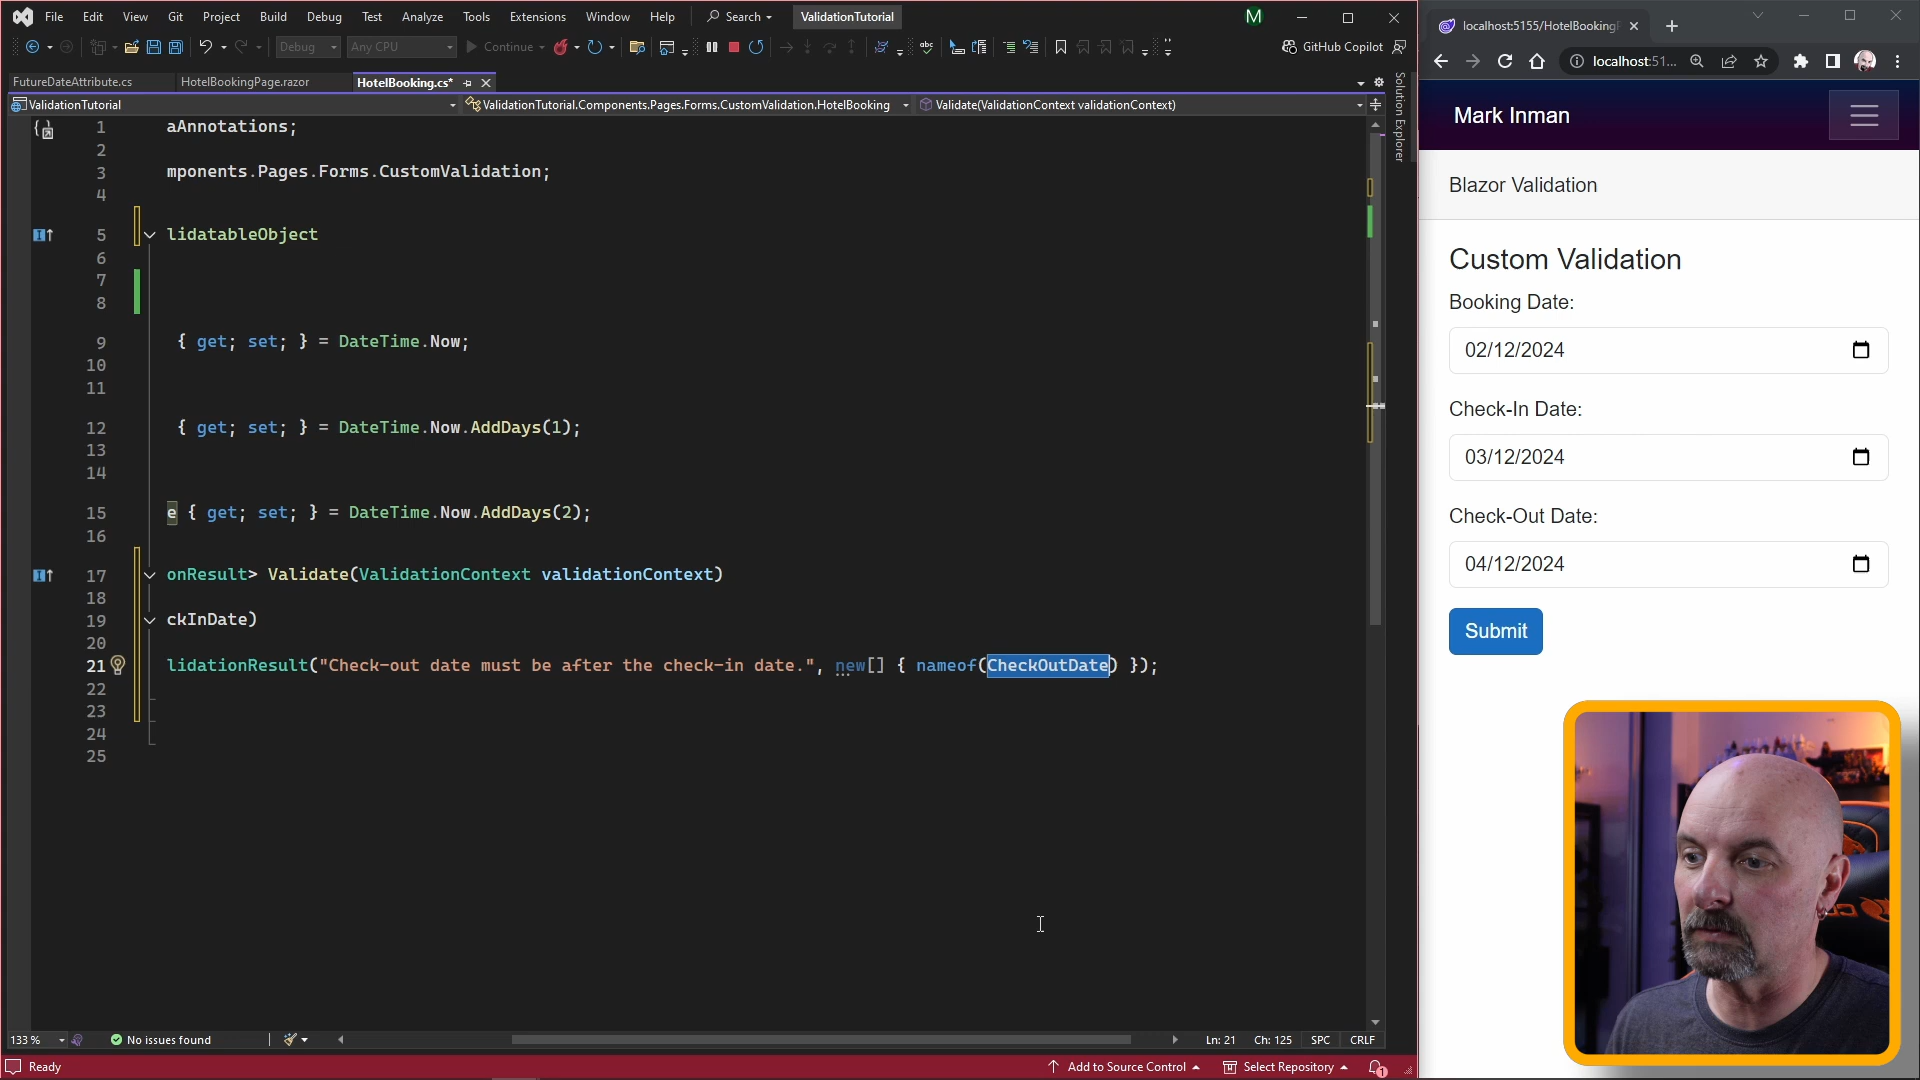 File Edit View Git Project Build Debug Test Analyze Tools Extensions Window Help Search ValidationTutorial M
Debug Any CPU Continue GitHub Copilot
FutureDateAttribute.cs HotelBookingPage.razor HotelBooking.cs*
ValidationTutorial ValidationTutorial.Components.Pages.Forms.CustomValidation.HotelBooking Validate(ValidationContext validationContext)
Solution Explorer
1 aAnnotations;
2
3 mponents.Pages.Forms.CustomValidation;
4
5 lidatableObject
6
7
8
9 { get; set; } = DateTime.Now;
10
11
12 { get; set; } = DateTime.Now.AddDays(1);
13
14
15 e { get; set; } = DateTime.Now.AddDays(2);
16
17 onResult> Validate(ValidationContext validationContext)
18
19 ckInDate)
20
21 lidationResult("Check-out date must be after the check-in date.", new[] { nameof(CheckOutDate) });
22
23
24
25
133 % No issues found Ln: 21 Ch: 125 SPC CRLF
Ready Add to Source Control Select Repository 1
localhost:5155/HotelBooking
localhost:51...
Mark Inman
Blazor Validation
Custom Validation
Booking Date:
02/12/2024
Check-In Date:
03/12/2024
Check-Out Date:
04/12/2024
Submit